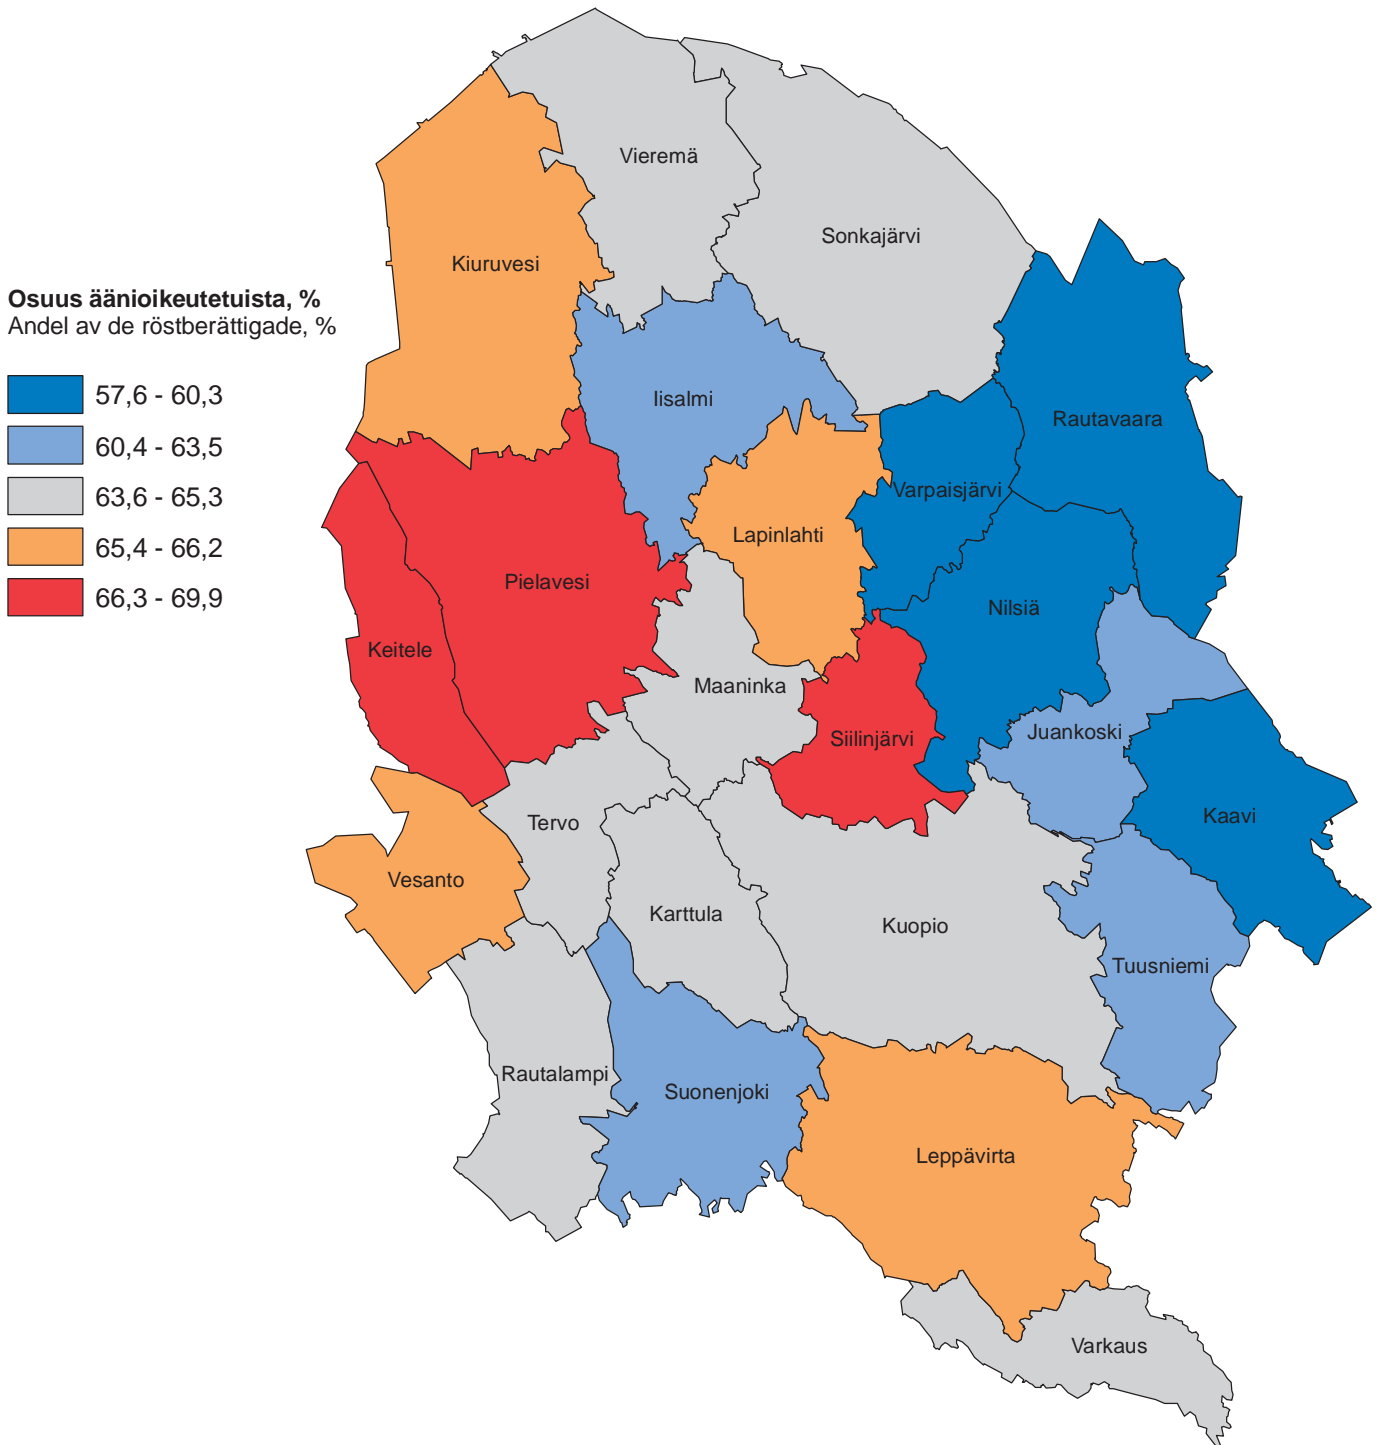 Vieremä
Sonkajärvi
Kiuruvesi
Osuus äänioikeutetuista, %
Andel av de röstberättigade, %
57,6 - 60,3
60,4 - 63,5
63,6 - 65,3
65,4 - 66,2
66,3 - 69,9
Iisalmi
Rautavaara
Varpaisjärvi
Lapinlahti
Pielavesi
Nilsiä
Keitele
Maaninka
Juankoski
Siilinjärvi
Kaavi
Tervo
Vesanto
Karttula
Kuopio
Tuusniemi
Rautalampi
Suonenjoki
Leppävirta
Varkaus